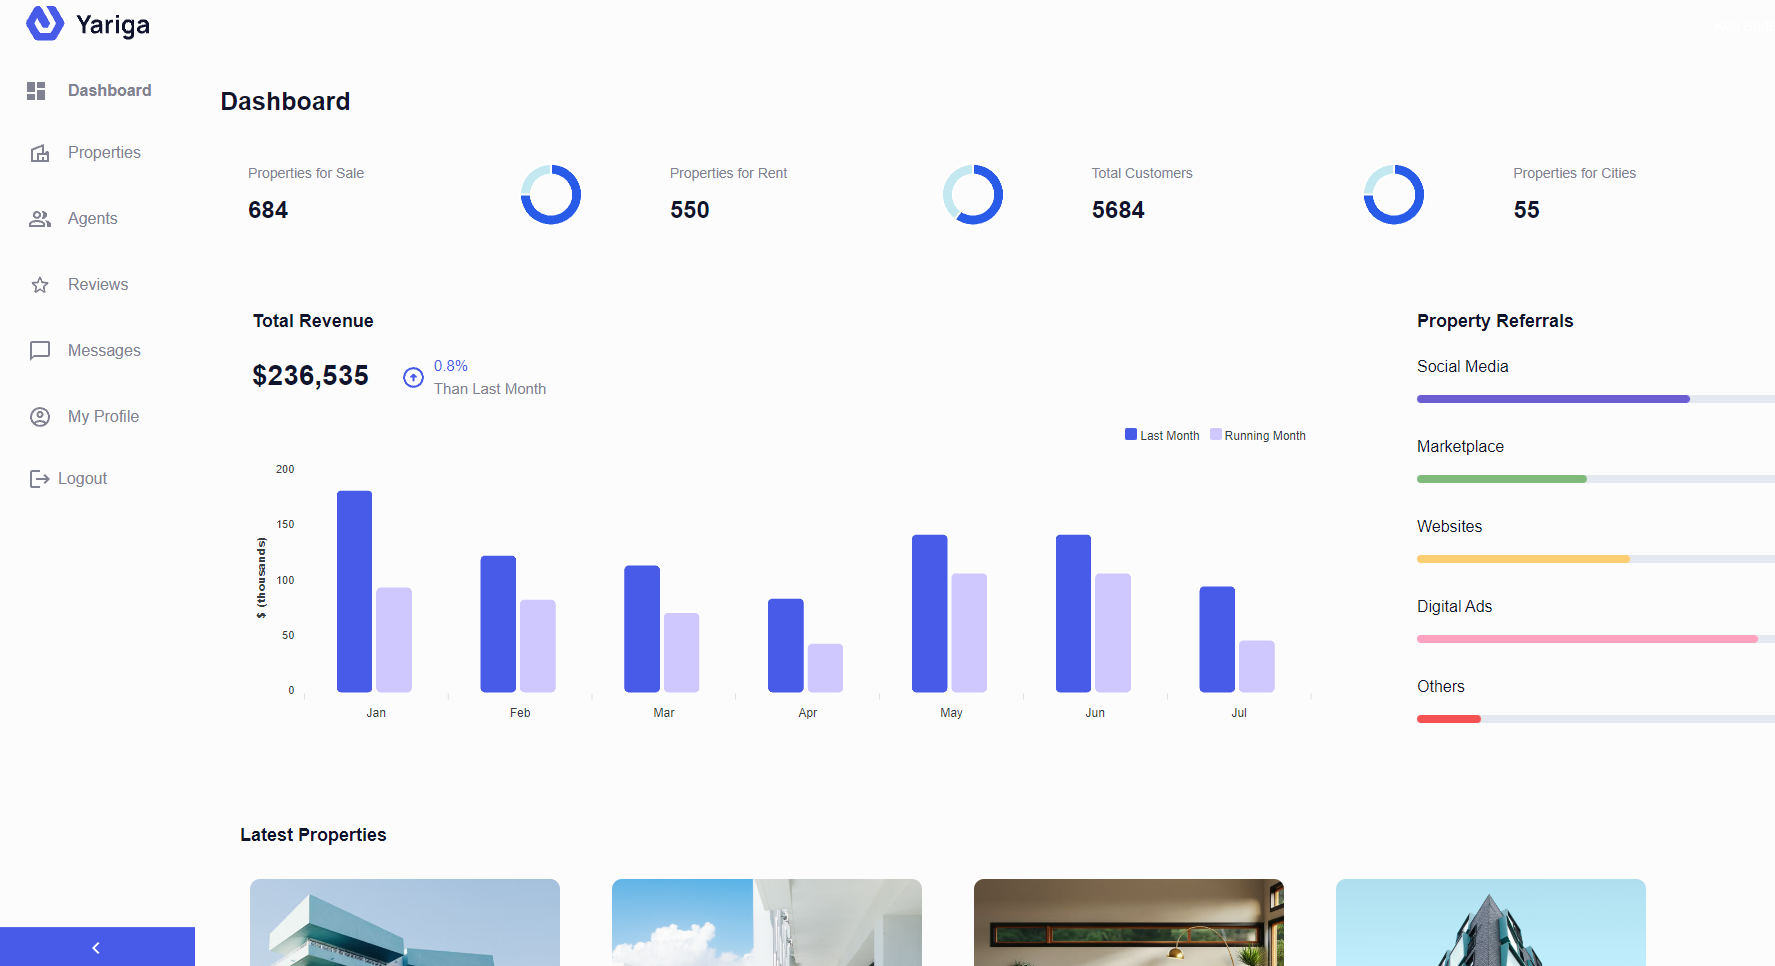 Yariga
Dashboard
Properties
Agents
Reviews
Messages
My Profile
Logout
Dashboard
Properties for Sale
684
Properties for Rent
550
Total Customers
5684
Properties for Cities
55
Total Revenue
$236,535
0.8%
Than Last Month
Last Month
Running Month
$ (thousands)
200
150
100
50
0
Jan
Feb
Mar
Apr
May
Jun
Jul
Property Referrals
Social Media
Marketplace
Websites
Digital Ads
Others
Latest Properties